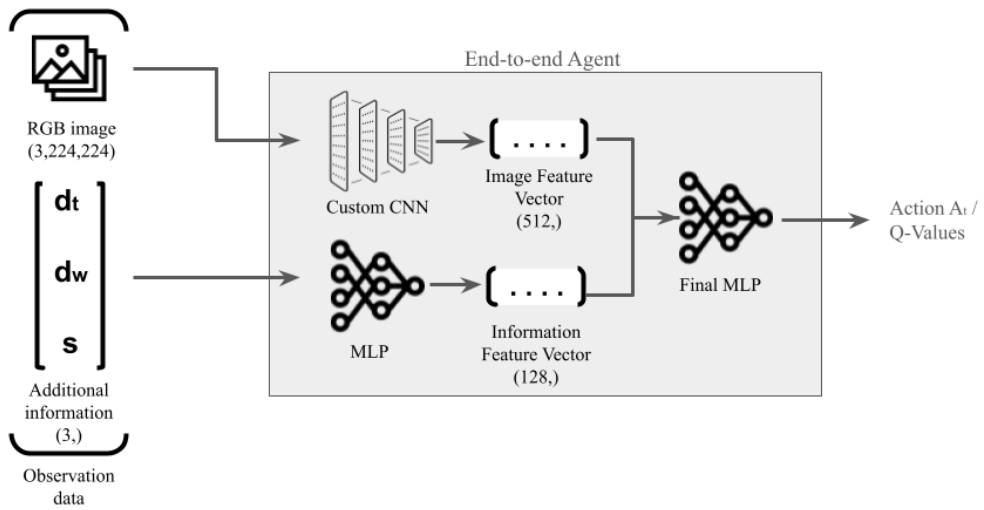 End-to-end Agent
RGB image
(3,224,224)
dt
dw
s
Additional
information
(3,)
Observation
data
Custom CNN
. . . .
Image Feature
Vector
(512,)
MLP
. . . .
Information
Feature Vector
(128,)
Final MLP
Action At /
Q-Values